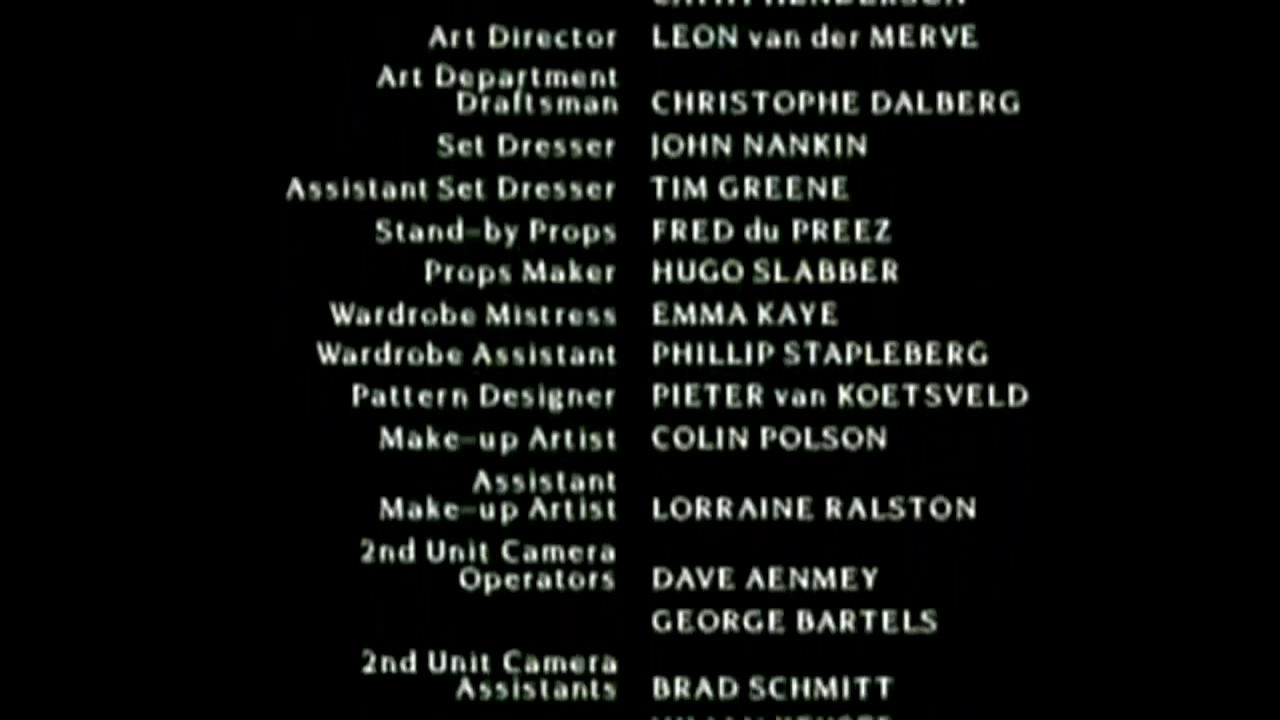 CATHY HENDERSON
Art Director LEON van der MERVE
Art Department
Draftsman CHRISTOPHE DALBERG
Set Dresser JOHN NANKIN
Assistant Set Dresser TIM GREENE
Stand-by Props FRED du PREEZ
Props Maker HUGO SLABBER
Wardrobe Mistress EMMA KAYE
Wardrobe Assistant PHILLIP STAPLEBERG
Pattern Designer PIETER van KOETSVELD
Make-up Artist COLIN POLSON
Assistant
Make-up Artist LORRAINE RALSTON
2nd Unit Camera
Operators DAVE AENMEY
GEORGE BARTELS
2nd Unit Camera
Assistants BRAD SCHMITT